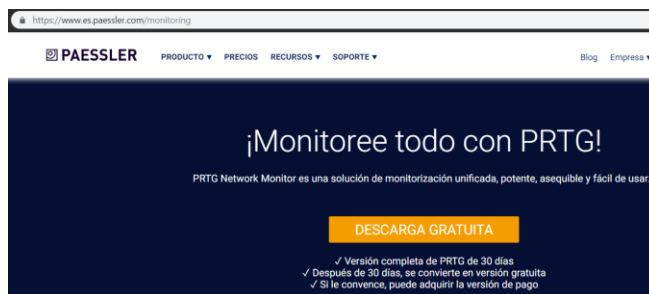 https://www.es.paessler.com/monitoring
PAESSLER PRODUCTO ▾ PRECIOS RECURSOS ▾ SOPORTE ▾ Blog Empresa ▾
¡Monitoree todo con PRTG!
PRTG Network Monitor es una solución de monitorización unificada, potente, asequible y fácil de usar.
DESCARGA GRATUITA
✓ Versión completa de PRTG de 30 días
✓ Después de 30 días, se convierte en versión gratuita
✓ Si le convence, puede adquirir la versión de pago